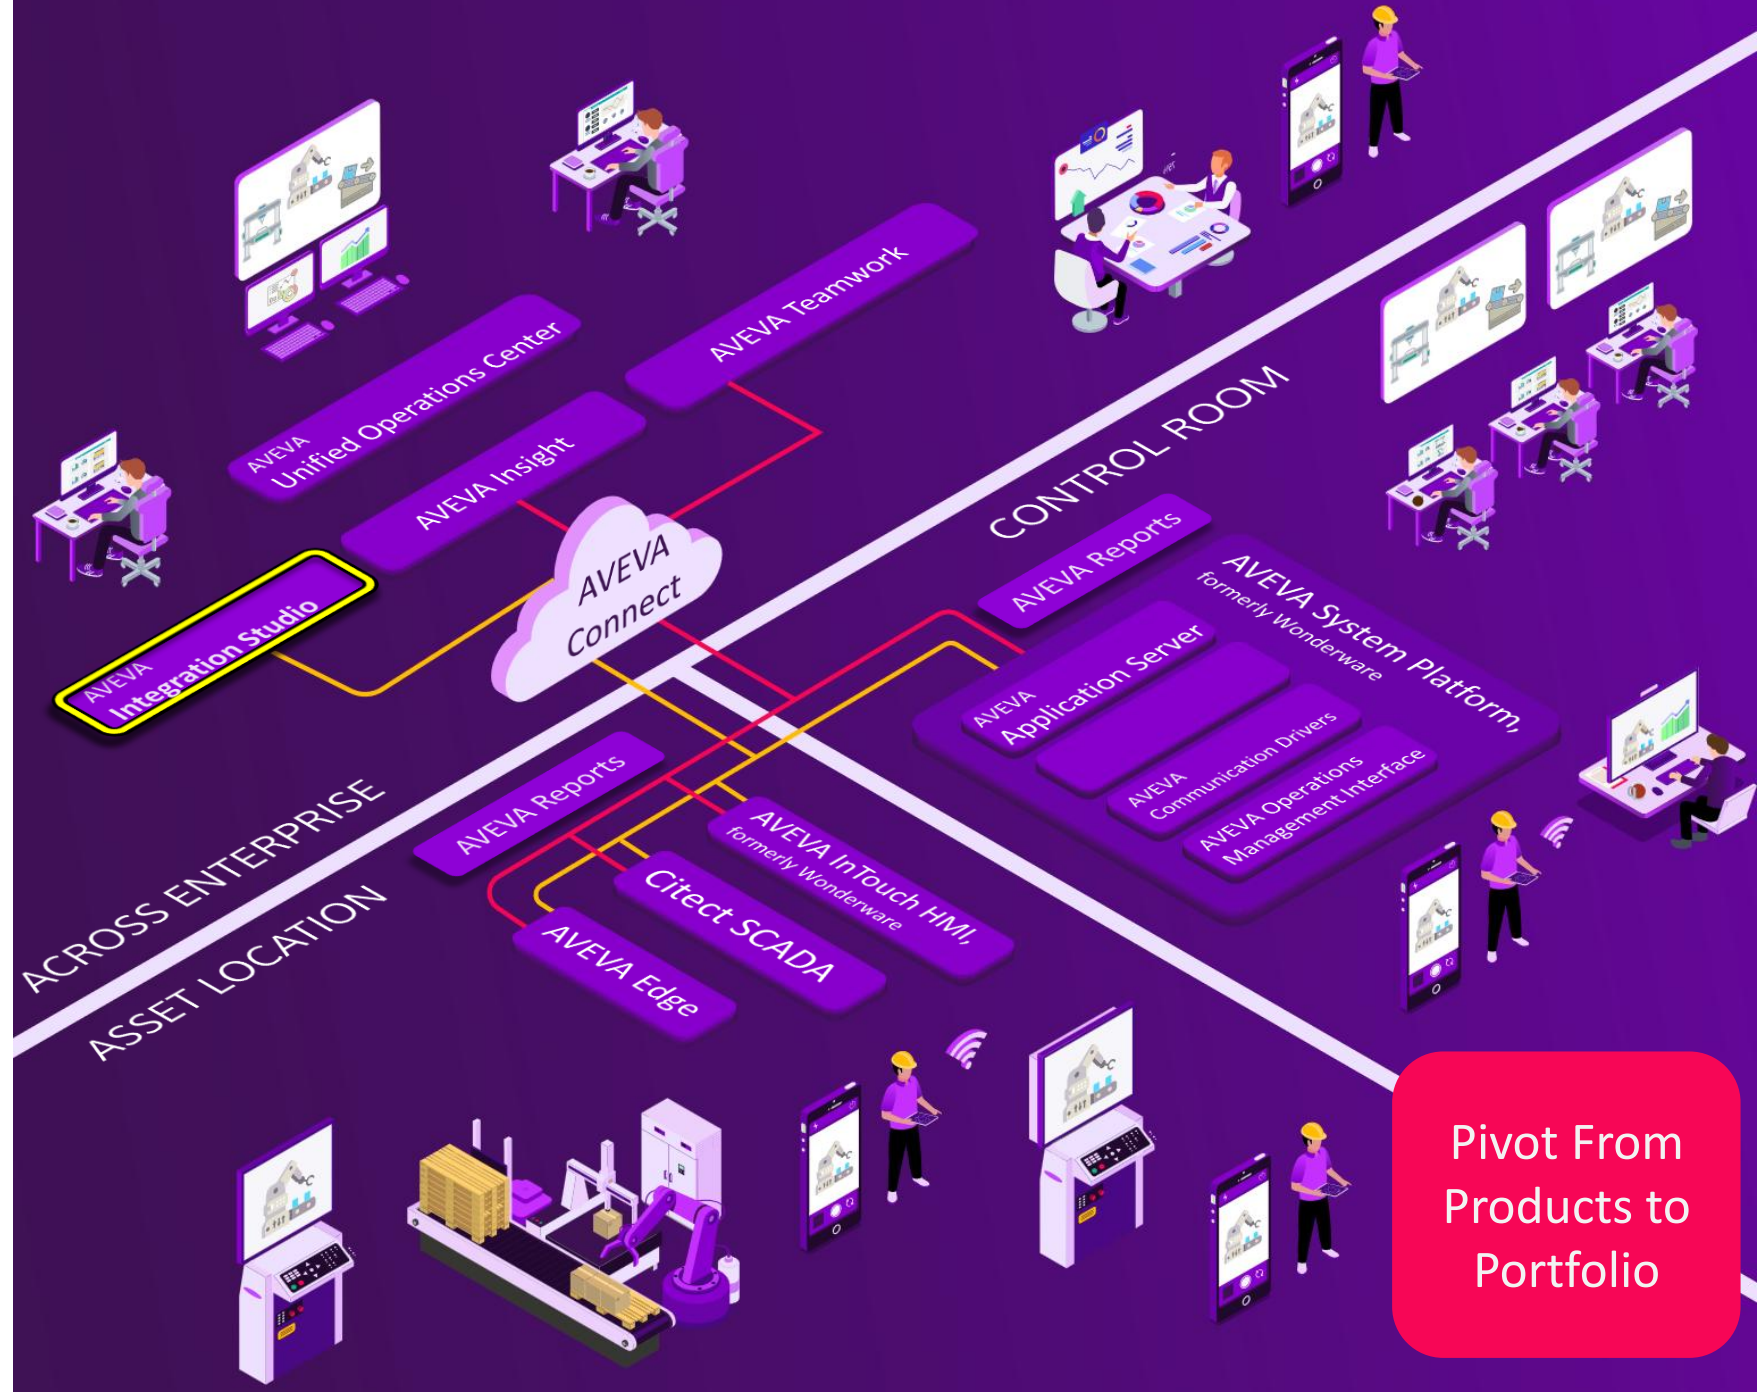 AVEVA Teamwork
AVEVA
Unified Operations Center
AVEVA Insight
AVEVA
Integration Studio
AVEVA
Connect
CONTROL ROOM
AVEVA Reports
AVEVA System Platform,
formerly Wonderware
AVEVA
Application Server
AVEVA
Communication Drivers
AVEVA Operations
Management Interface
ACROSS ENTERPRISE
ASSET LOCATION
AVEVA Reports
AVEVA InTouch HMI,
formerly Wonderware
Citect SCADA
AVEVA Edge
Pivot From
Products to
Portfolio